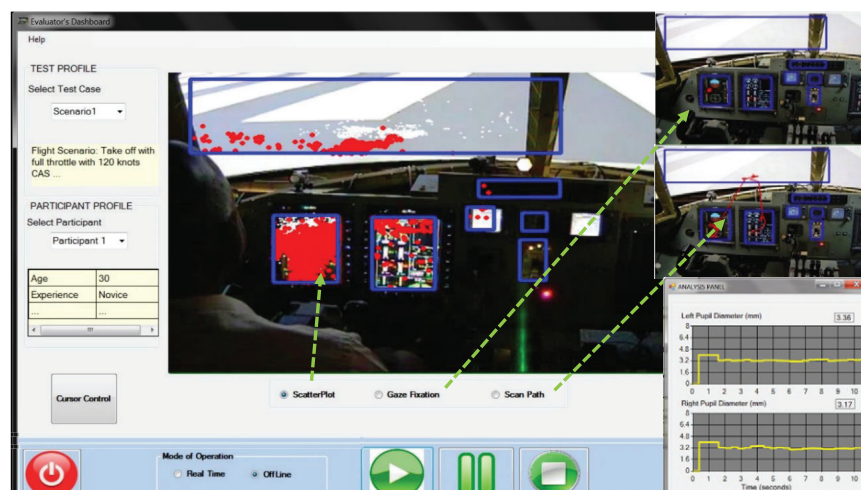 Evaluator's Dashboard
Help
TEST PROFILE
Select Test Case
Scenario1
Flight Scenario: Take off with
full throttle with 120 knots
CAS ...
PARTICIPANT PROFILE
Select Participant
Participant 1
Age 30
Experience Novice
... ...
Cursor Control
ScatterPlot Gaze Fixation Scan Path
Mode of Operation
Real Time OffLine
ANALYSIS PANEL
Left Pupil Diameter (mm) 3.36
8
6.4
4.8
3.2
1.6
0
0 1 2 3 4 5 6 7 8 9 10
Right Pupil Diameter (mm) 3.17
8
6.4
4.8
3.2
1.6
0
0 1 2 3 4 5 6 7 8 9 10
Time (seconds)